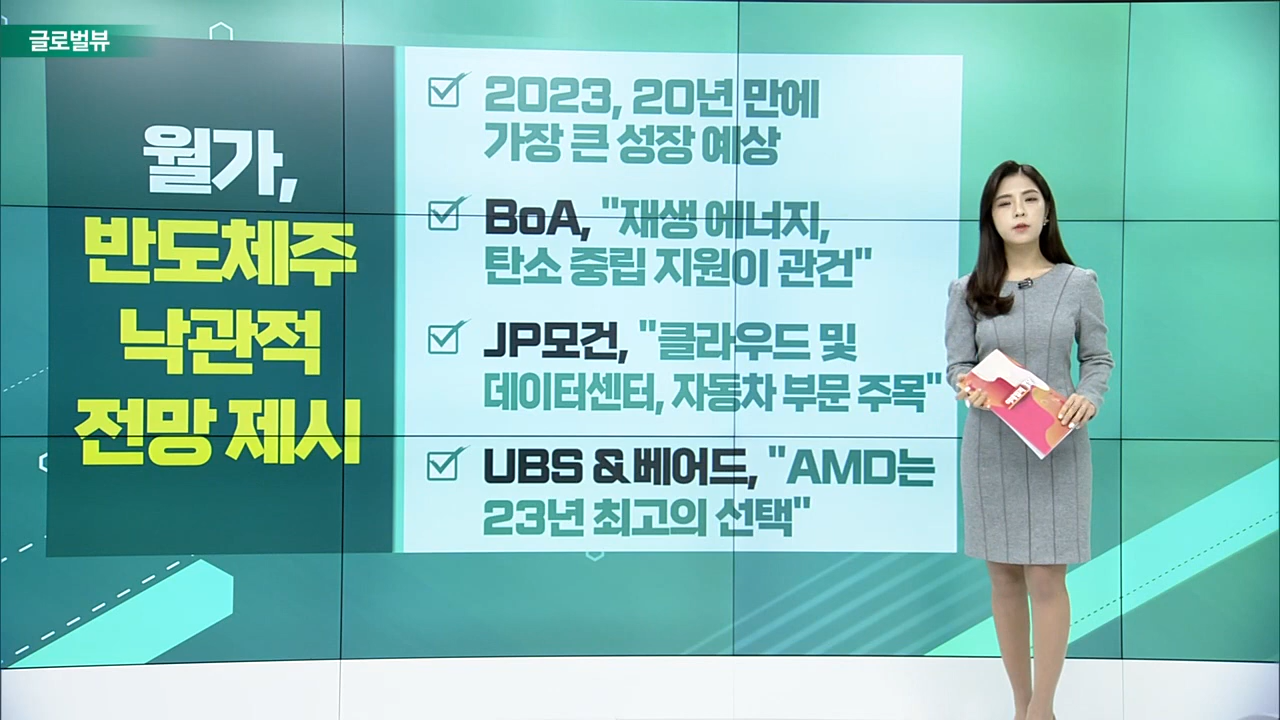 글로벌뷰
월가,
반도체주
낙관적
전망 제시
2023, 20년 만에
가장 큰 성장 예상
BoA, "재생 에너지,
탄소 중립 지원이 관건"
JP모건, "클라우드 및
데이터센터, 자동차 부문 주목"
UBS & 베어드, "AMD는
23년 최고의 선택"